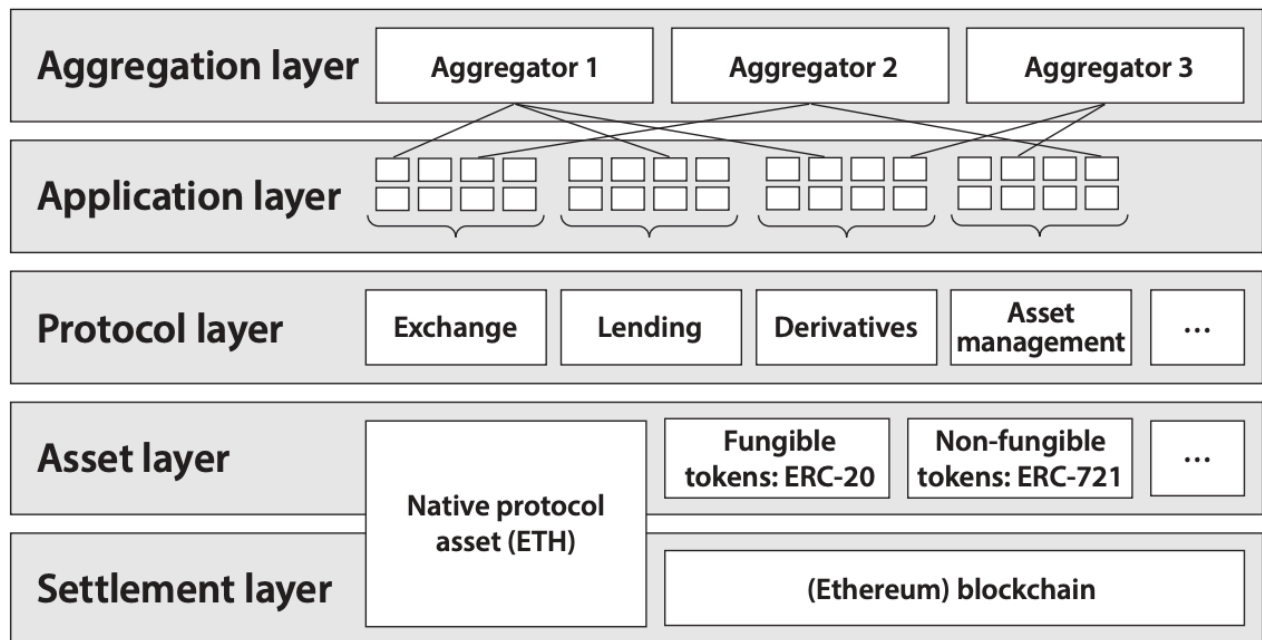 Aggregation layer
Aggregator 1
Aggregator 2
Aggregator 3
Application layer
Protocol layer
Exchange
Lending
Derivatives
Asset
management
...
Asset layer
Native protocol
asset (ETH)
Fungible
tokens: ERC-20
Non-fungible
tokens: ERC-721
...
Settlement layer
(Ethereum) blockchain